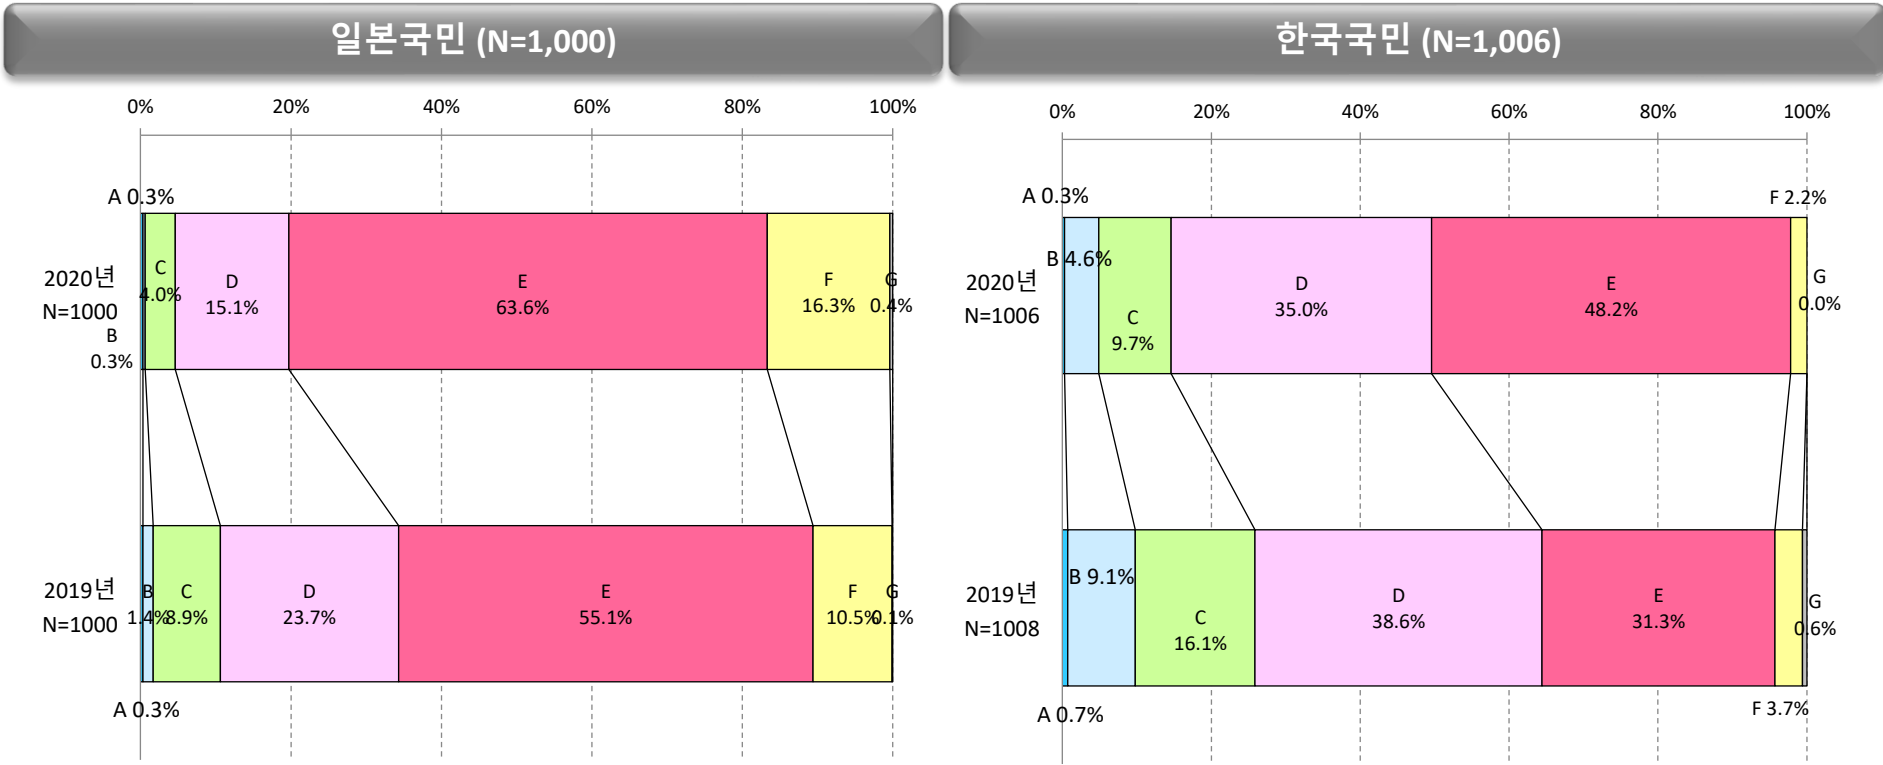 일본국민 (N=1,000)
0% 20% 40% 60% 80% 100%
A 0.3%
2020년
N=1000
B
0.3%
C
4.0%
D
15.1%
E
63.6%
F
16.3%
G
0.4%
2019년
N=1000
B
1.4%
C
8.9%
D
23.7%
E
55.1%
F
10.5%
G
0.1%
A 0.3%
한국국민 (N=1,006)
0% 20% 40% 60% 80% 100%
A 0.3%
F 2.2%
2020년
N=1006
B 4.6%
C
9.7%
D
35.0%
E
48.2%
G
0.0%
2019년
N=1008
B 9.1%
C
16.1%
D
38.6%
E
31.3%
G
0.6%
A 0.7%
F 3.7%